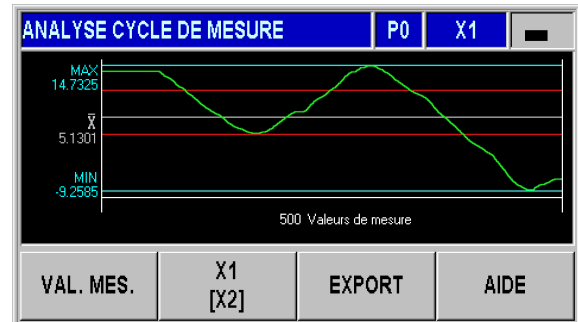 ANALYSE CYCLE DE MESURE P0 X1
MAX
14.7325
X̅
5.1301
MIN
-9.2585
500 Valeurs de mesure
VAL. MES. X1 EXPORT AIDE
[X2]